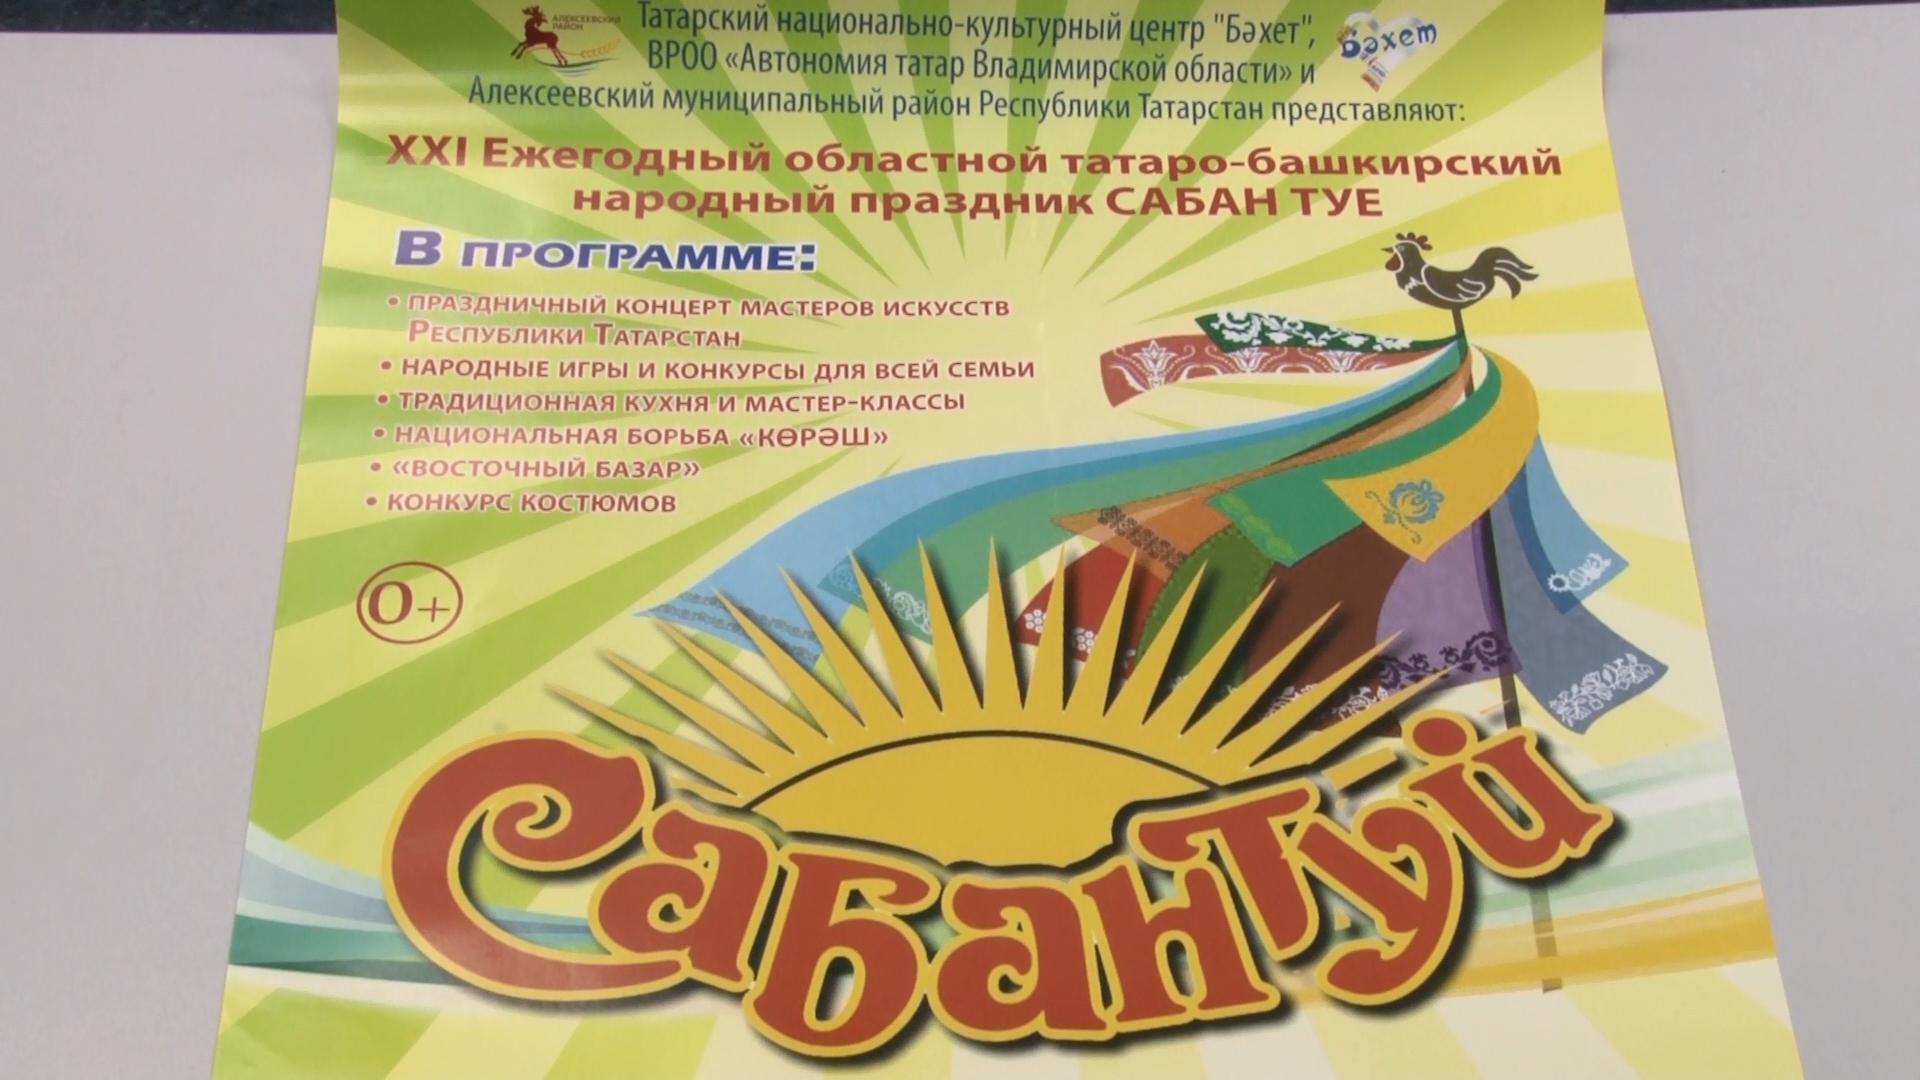 АЛЕКСЕЕВСКИЙ
РАЙОН
Татарский национально-культурный центр "Бәхет",
Бәхет
ВРОО «Автономия татар Владимирской области» и
Алексеевский муниципальный район Республики Татарстан представляют:
XXI Ежегодный областной татаро-башкирский
народный праздник САБАН ТУЕ
В ПРОГРАММЕ:
• ПРАЗДНИЧНЫЙ КОНЦЕРТ МАСТЕРОВ ИСКУССТВ
РЕСПУБЛИКИ ТАТАРСТАН
• НАРОДНЫЕ ИГРЫ И КОНКУРСЫ ДЛЯ ВСЕЙ СЕМЬИ
• ТРАДИЦИОННАЯ КУХНЯ И МАСТЕР-КЛАССЫ
• НАЦИОНАЛЬНАЯ БОРЬБА «КӨРӘШ»
• «ВОСТОЧНЫЙ БАЗАР»
• КОНКУРС КОСТЮМОВ
0+
Сабантуй